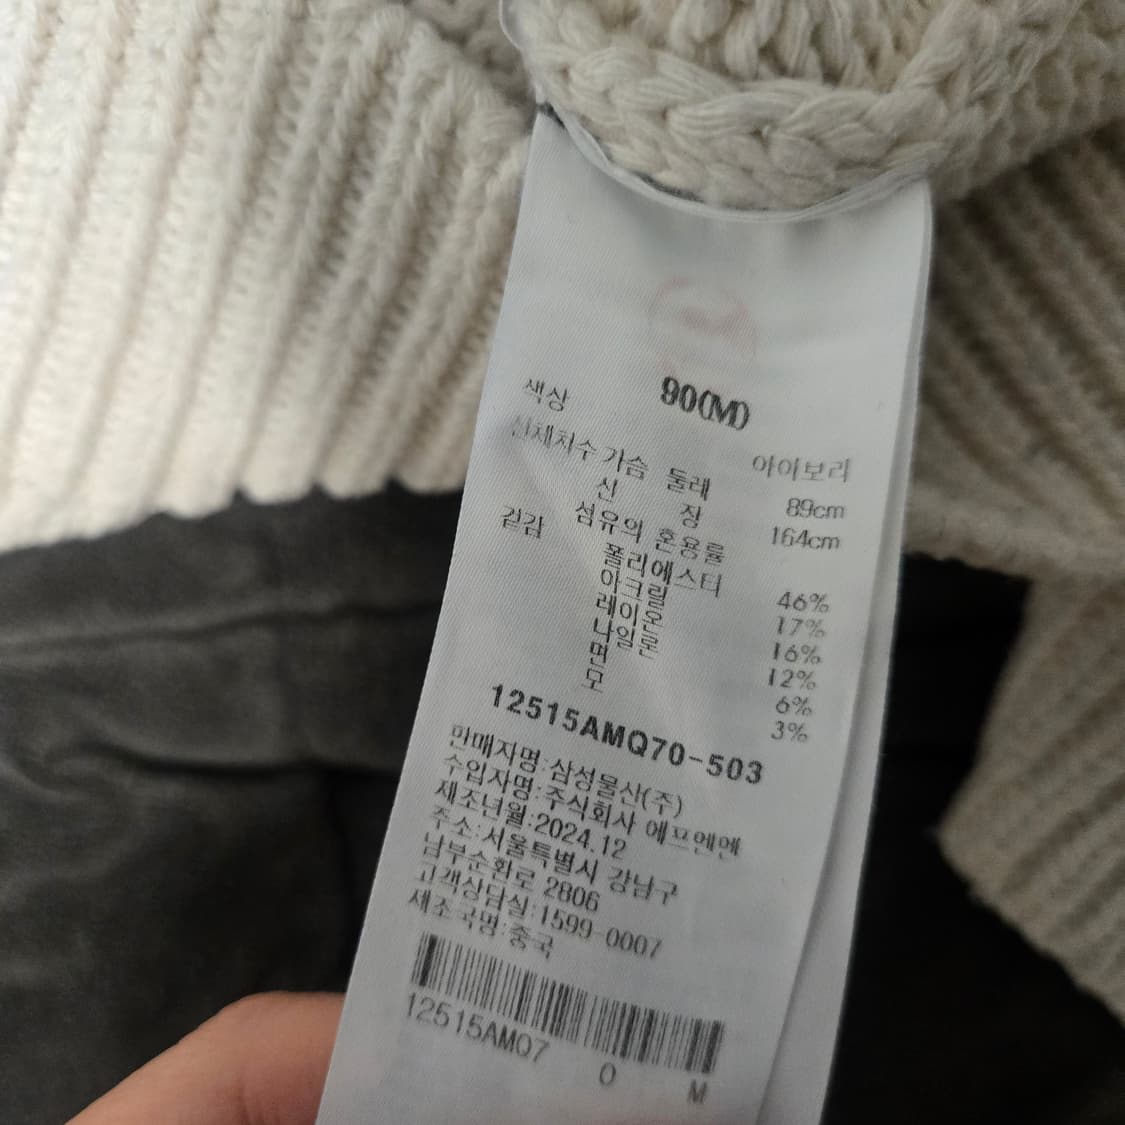 90(M)
색상 아이보리
신체치수 가슴 둘레 89cm
신 장 164cm
섬유의 혼용률
겉감 폴리에스터 46%
아크릴 17%
레이온 16%
나일론 12%
면 6%
모 3%
12515AMQ70-503
판매자명:삼성물산(주)
수입자명:주식회사 에프엔엔
제조년월:2024.12
주소:서울특별시 강남구
남부순환로 2806
고객상담실:1599-0007
제조국명:중국
12515AMQ7 0 M